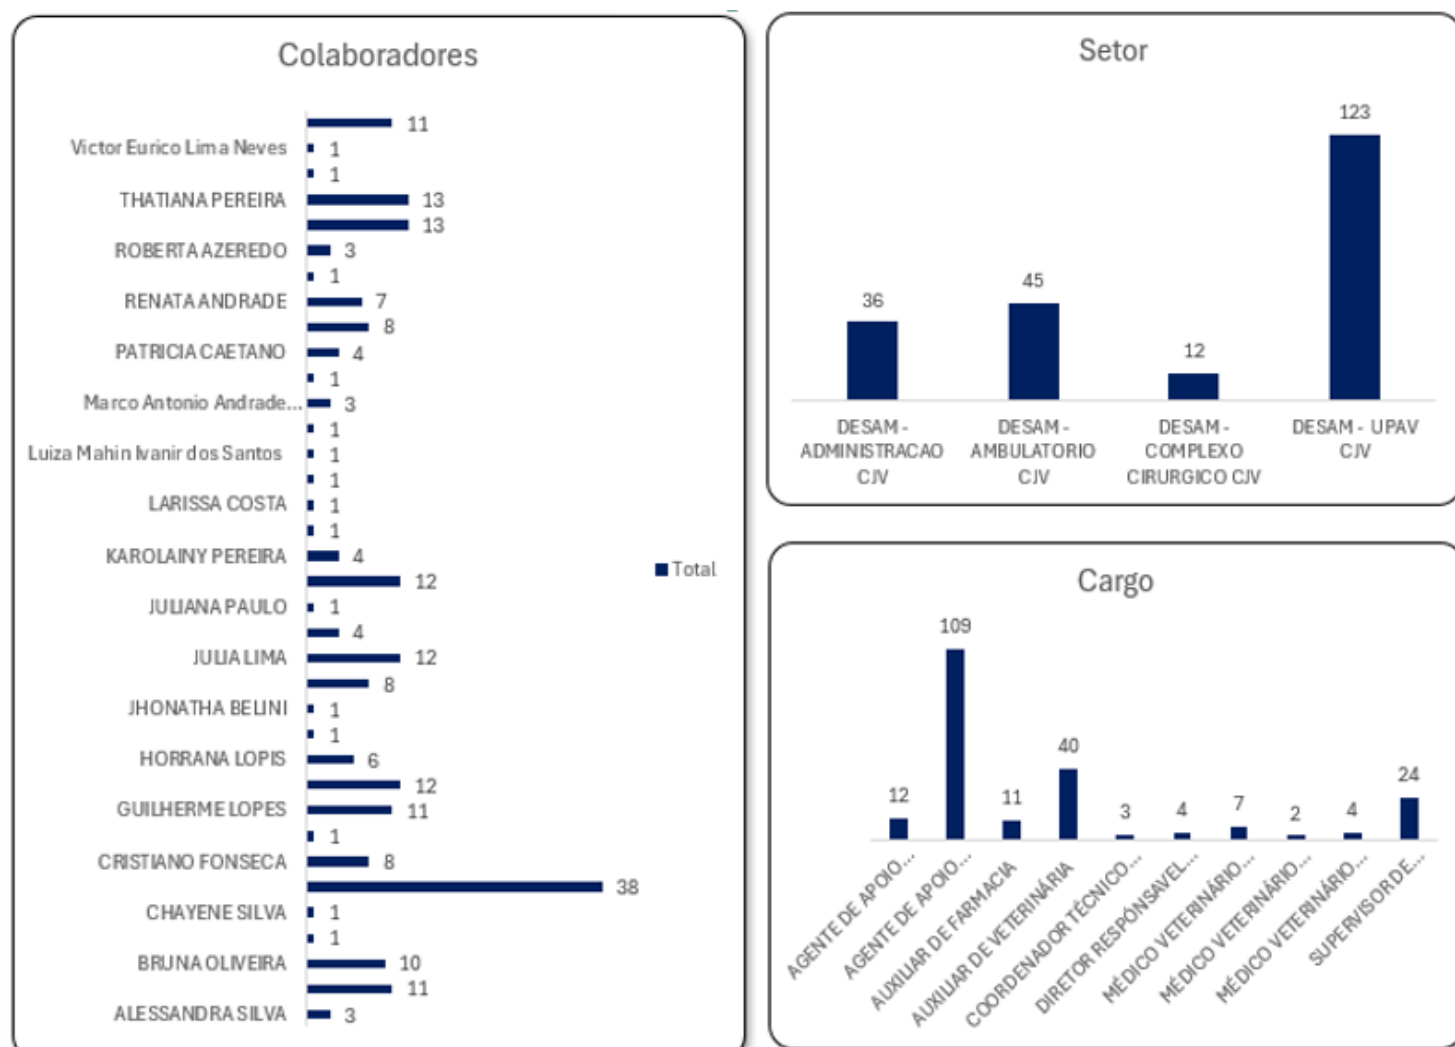 Colaboradores
11
Victor Eurico Lima Neves 1
1
THATIANA PEREIRA 13
13
ROBERTA AZEREDO 3
1
RENATA ANDRADE 7
8
PATRICIA CAETANO 4
1
Marco Antonio Andrade... 3
1
Luiza Mahin Ivanir dos Santos 1
1
LARISSA COSTA 1
1
KAROLAINY PEREIRA 4
12
JULIANA PAULO 1
4
JULIA LIMA 12
8
JHONATHA BELINI 1
1
HORRANA LOPIS 6
12
GUILHERME LOPES 11
1
CRISTIANO FONSECA 8
38
CHAYENE SILVA 1
1
BRUNA OLIVEIRA 10
11
ALESSANDRA SILVA 3
Total
Setor
36 45 12 123
DESAM - DESAM - DESAM - DESAM - UPAV
ADMINISTRACAO AMBULATORIO COMPLEXO CJV
CJV CJV CIRURGICO CJV
Cargo
12 109 11 40 3 4 7 2 4 24
AGENTE DE APOIO...
AGENTE DE APOIO...
AUXILIAR DE FARMACIA
AUXILIAR DE VETERINÁRIA
COORDENADOR TÉCNICO...
DIRETOR RESPÓNSAVEL...
MÉDICO VETERINÁRIO...
MÉDICO VETERINÁRIO...
MÉDICO VETERINÁRIO...
SUPERVISOR DE...